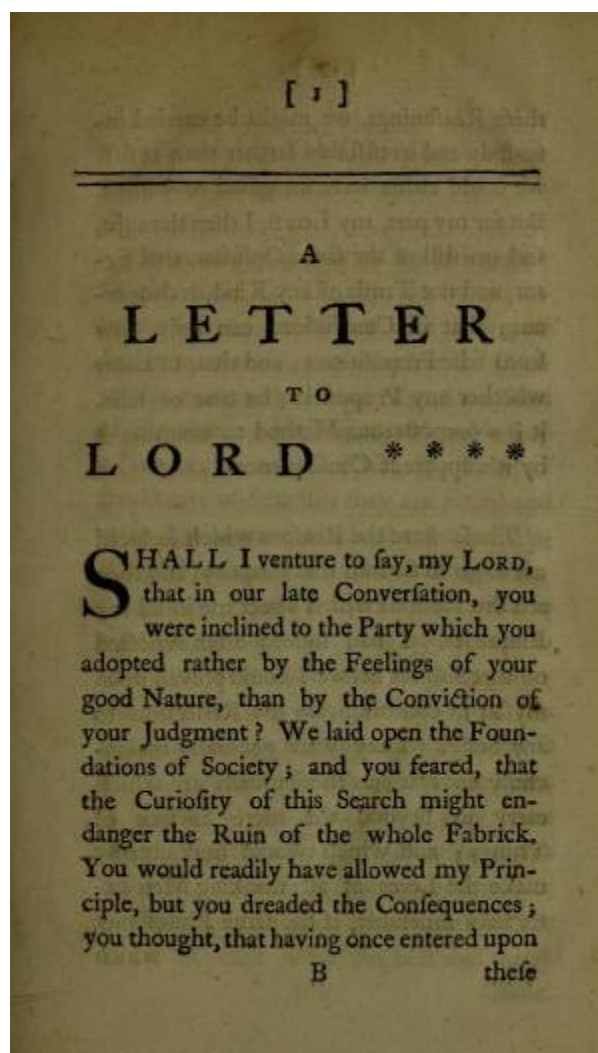 [ 1 ]
A
LETTER
TO
LORD ****
SHALL I venture to ſay, my LORD,
that in our late Converſation, you
were inclined to the Party which you
adopted rather by the Feelings of your
good Nature, than by the Conviction of
your Judgment ? We laid open the Foun-
dations of Society ; and you feared, that
the Curioſity of this Search might en-
danger the Ruin of the whole Fabrick.
You would readily have allowed my Prin-
ciple, but you dreaded the Conſequences ;
you thought, that having once entered upon
B theſe